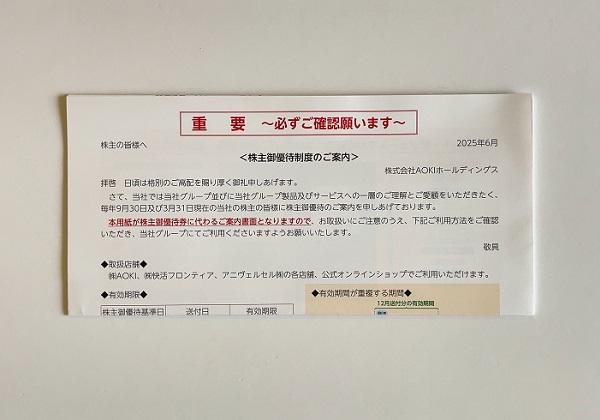 重 要 ～必ずご確認願います～
株主の皆様へ
2025年6月
＜株主御優待制度のご案内＞
株式会社AOKIホールディングス
拝啓 日頃は格別のご高配を賜り厚く御礼申しあげます。
さて、当社では当社グループ並びに当社グループ製品及びサービスへの一層のご理解とご愛顧をいただきたく、
毎年9月30日及び3月31日現在の当社の株主の皆様に株主御優待のご案内を申しあげております。
本用紙が株主御優待券に代わるご案内書面となりますので、お取扱いにご注意のうえ、下記ご利用方法をご確認
いただき、当社グループにてご利用くださいますようお願いいたします。
敬具
◆取扱店舗◆
㈱AOKI、㈱快活フロンティア、アニヴェルセル㈱の各店舗、公式オンラインショップでご利用いただけます。
◆有効期限◆
株主御優待基準日 送付日 有効期限
◆有効期間が重複する期間◆
12月送付分の有効期間